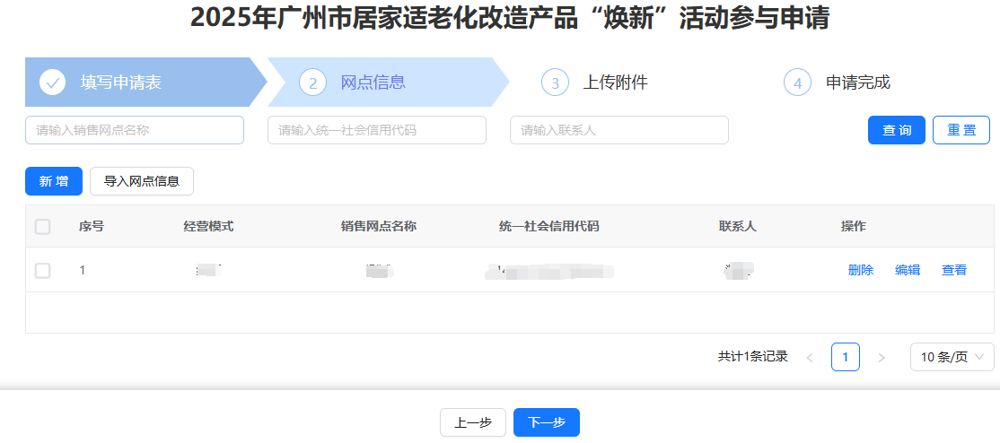 2025年广州市居家适老化改造产品“焕新”活动参与申请
填写申请表 2 网点信息 3 上传附件 4 申请完成
请输入销售网点名称 请输入统一社会信用代码 请输入联系人 查 询 重 置
新 增 导入网点信息
序号 经营模式 销售网点名称 统一社会信用代码 联系人 操作
1 删除 编辑 查看
共计1条记录 < 1 > 10 条/页
上一步 下一步